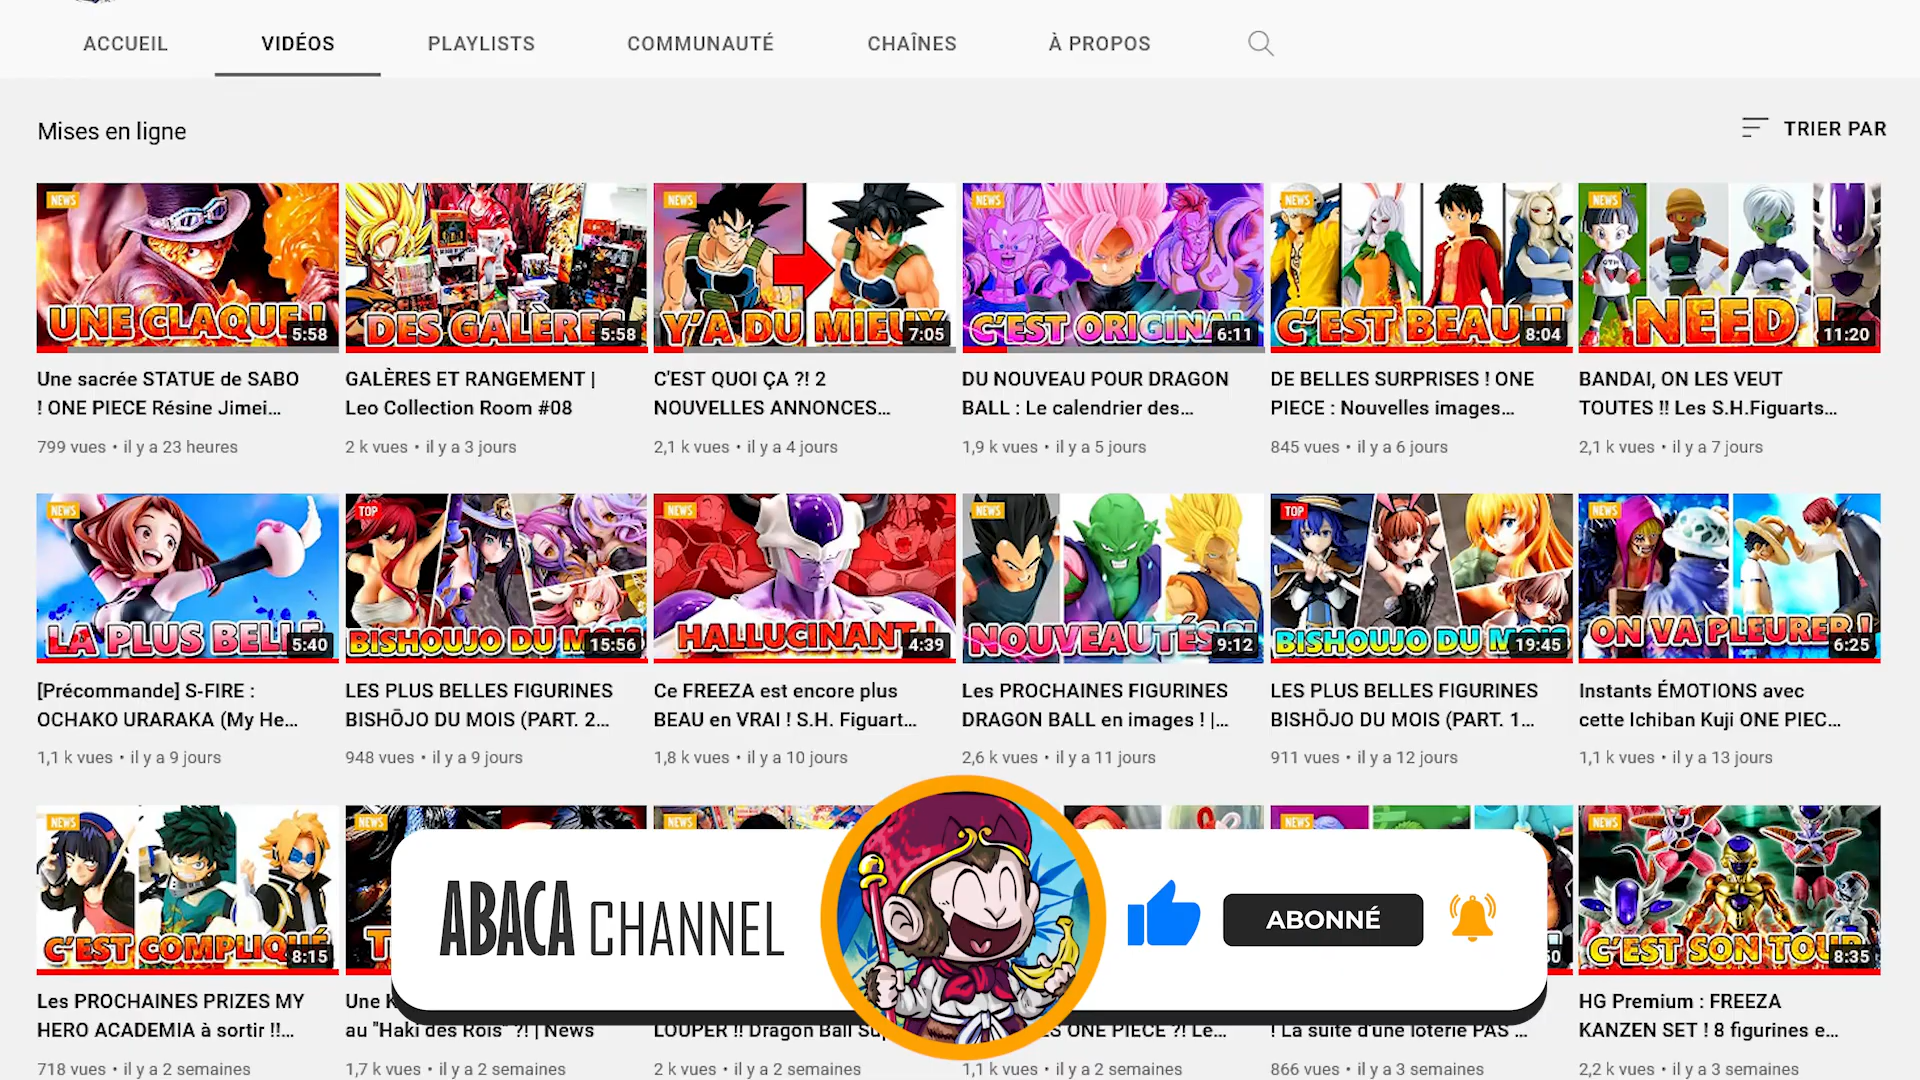 ACCUEIL
VIDÉOS
PLAYLISTS
COMMUNAUTÉ
CHAÎNES
À PROPOS
Mises en ligne
TRIER PAR
NEWS
UNE CLAQUE !
5:58
DES GALÈRES
5:58
NEWS
Y'A DU MIEUX
7:05
NEWS
C'EST ORIGINAL
6:11
NEWS
C'EST BEAU !!
8:04
NEWS
NEED !
11:20
Une sacrée STATUE de SABO
! ONE PIECE Résine Jimei...
799 vues • il y a 23 heures
GALÈRES ET RANGEMENT |
Leo Collection Room #08
2 k vues • il y a 3 jours
C'EST QUOI ÇA ?! 2
NOUVELLES ANNONCES...
2,1 k vues • il y a 4 jours
DU NOUVEAU POUR DRAGON
BALL : Le calendrier des...
1,9 k vues • il y a 5 jours
DE BELLES SURPRISES ! ONE
PIECE : Nouvelles images...
845 vues • il y a 6 jours
BANDAI, ON LES VEUT
TOUTES !! Les S.H.Figuarts...
2,1 k vues • il y a 7 jours
NEWS
LA PLUS BELLE
5:40
TOP
BISHOUJO DU MOIS
15:56
NEWS
HALLUCINANT !
4:39
NEWS
NOUVEAUTÉS !!
9:12
TOP
BISHOUJO DU MOIS
19:45
NEWS
ON VA PLEURER !
6:25
[Précommande] S-FIRE :
OCHAKO URARAKA (My He...
1,1 k vues • il y a 9 jours
LES PLUS BELLES FIGURINES
BISHŌJO DU MOIS (PART. 2...
948 vues • il y a 9 jours
Ce FREEZA est encore plus
BEAU en VRAI ! S.H. Figuart...
1,8 k vues • il y a 10 jours
Les PROCHAINES FIGURINES
DRAGON BALL en images ! |...
2,6 k vues • il y a 11 jours
LES PLUS BELLES FIGURINES
BISHŌJO DU MOIS (PART. 1...
911 vues • il y a 12 jours
Instants ÉMOTIONS avec
cette Ichiban Kuji ONE PIEC...
1,1 k vues • il y a 13 jours
NEWS
C'EST COMPLIQUÉ
8:15
NEWS
NEWS
NEWS
NEWS
C'EST SON TOUR
8:35
ABACA CHANNEL
ABONNÉ
Les PROCHAINES PRIZES MY
HERO ACADEMIA à sortir !!...
718 vues • il y a 2 semaines
Une
au "Haki des Rois" ?! | News
1,7 k vues • il y a 2 semaines
LOUPER !! Dragon Ball
2 k vues • il y a 2 semaines
ONE PIECE ?! Le...
1,1 k vues • il y a 2 semaines
! La suite d'une loterie PAS ...
866 vues • il y a 3 semaines
HG Premium : FREEZA
KANZEN SET ! 8 figurines e...
2,2 k vues • il y a 3 semaines